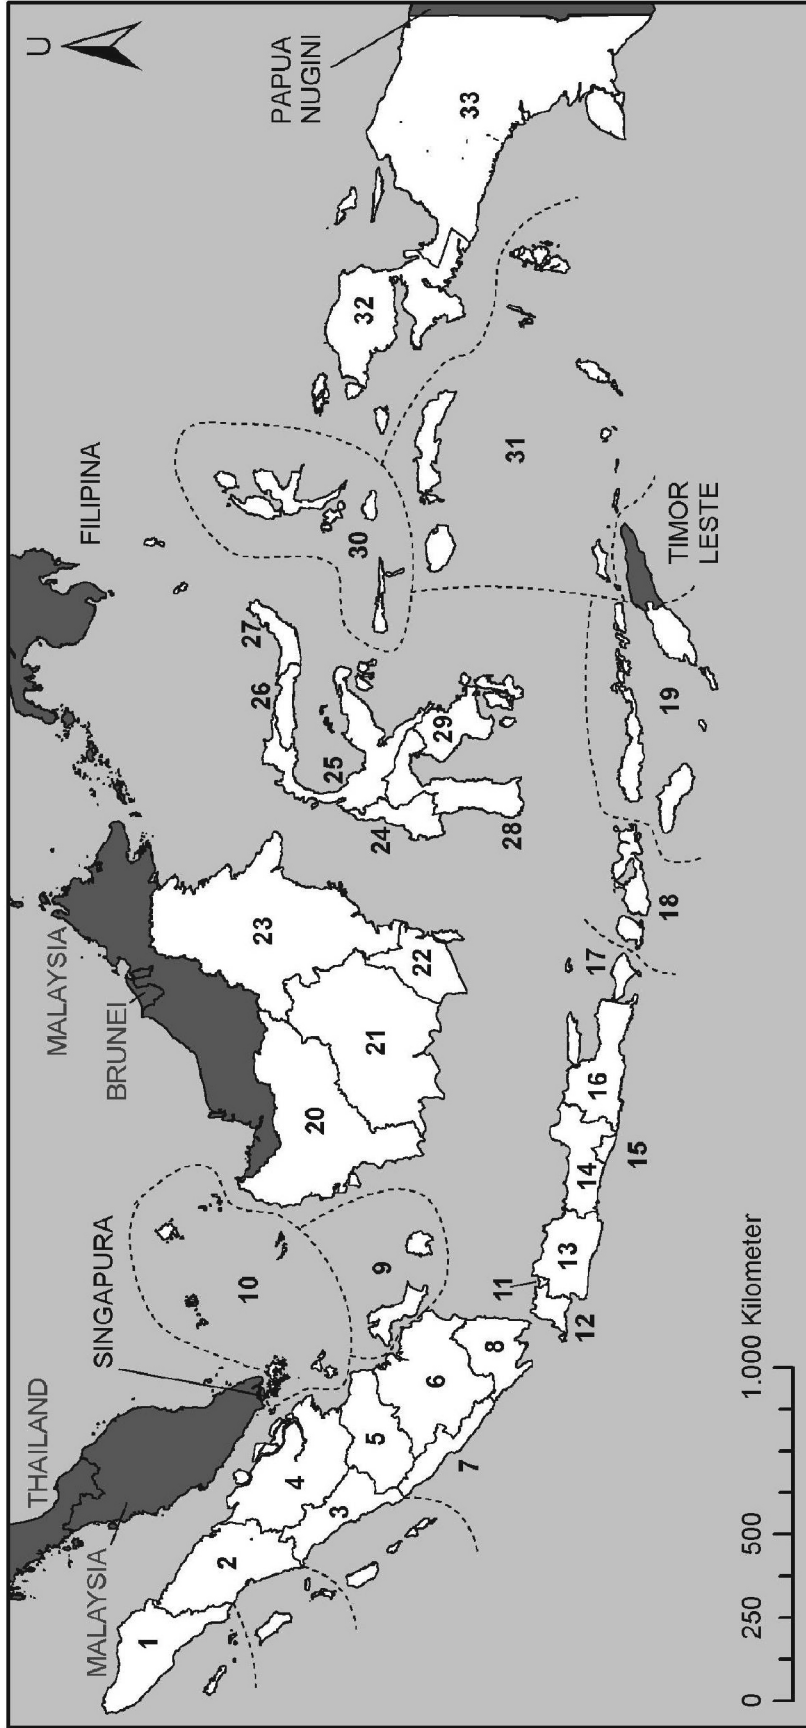 THAILAND
MALAYSIA
SINGAPURA
MALAYSIA
BRUNEI
FILIPINA
PAPUA
NUGINI
TIMOR
LESTE
U
1
2
3
4
5
6
7
8
9
10
11
12
13
14
15
16
17
18
19
20
21
22
23
24
25
26
27
28
29
30
31
32
33
0 250 500 1.000 Kilometer